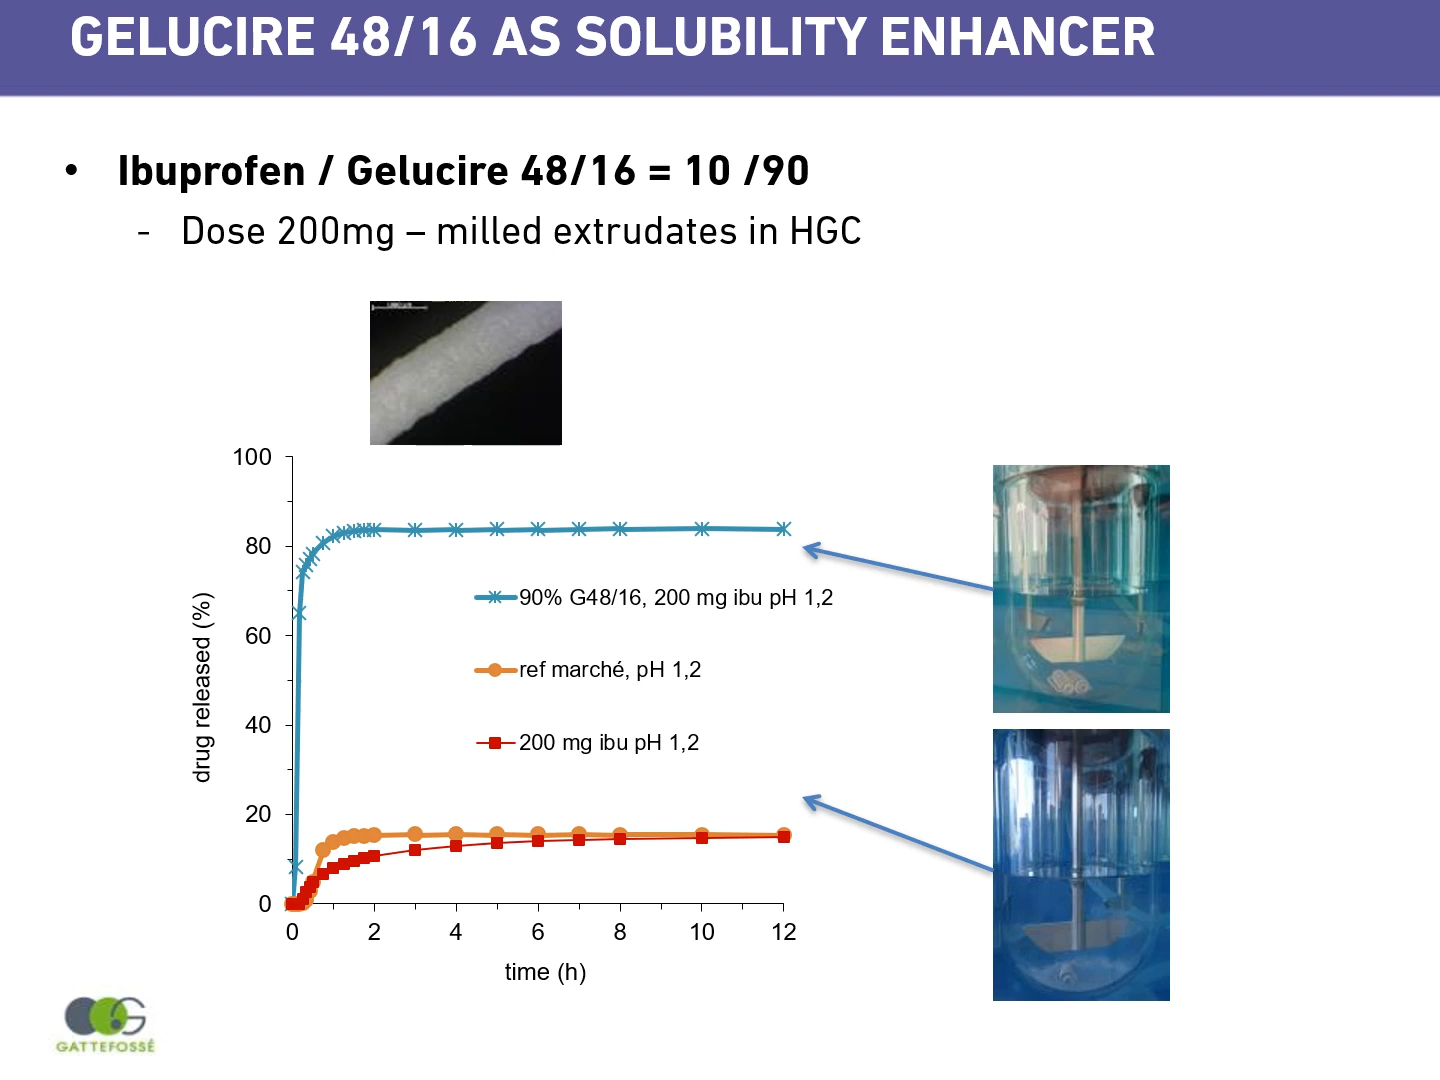 GELUCIRE 48/16 AS SOLUBILITY ENHANCER
• Ibuprofen / Gelucire 48/16 = 10 /90
- Dose 200mg – milled extrudates in HGC
100
80
60
40
20
0
drug released (%)
90% G48/16, 200 mg ibu pH 1,2
ref marché, pH 1,2
200 mg ibu pH 1,2
0 2 4 6 8 10 12
time (h)
GATTEFOSSÉ